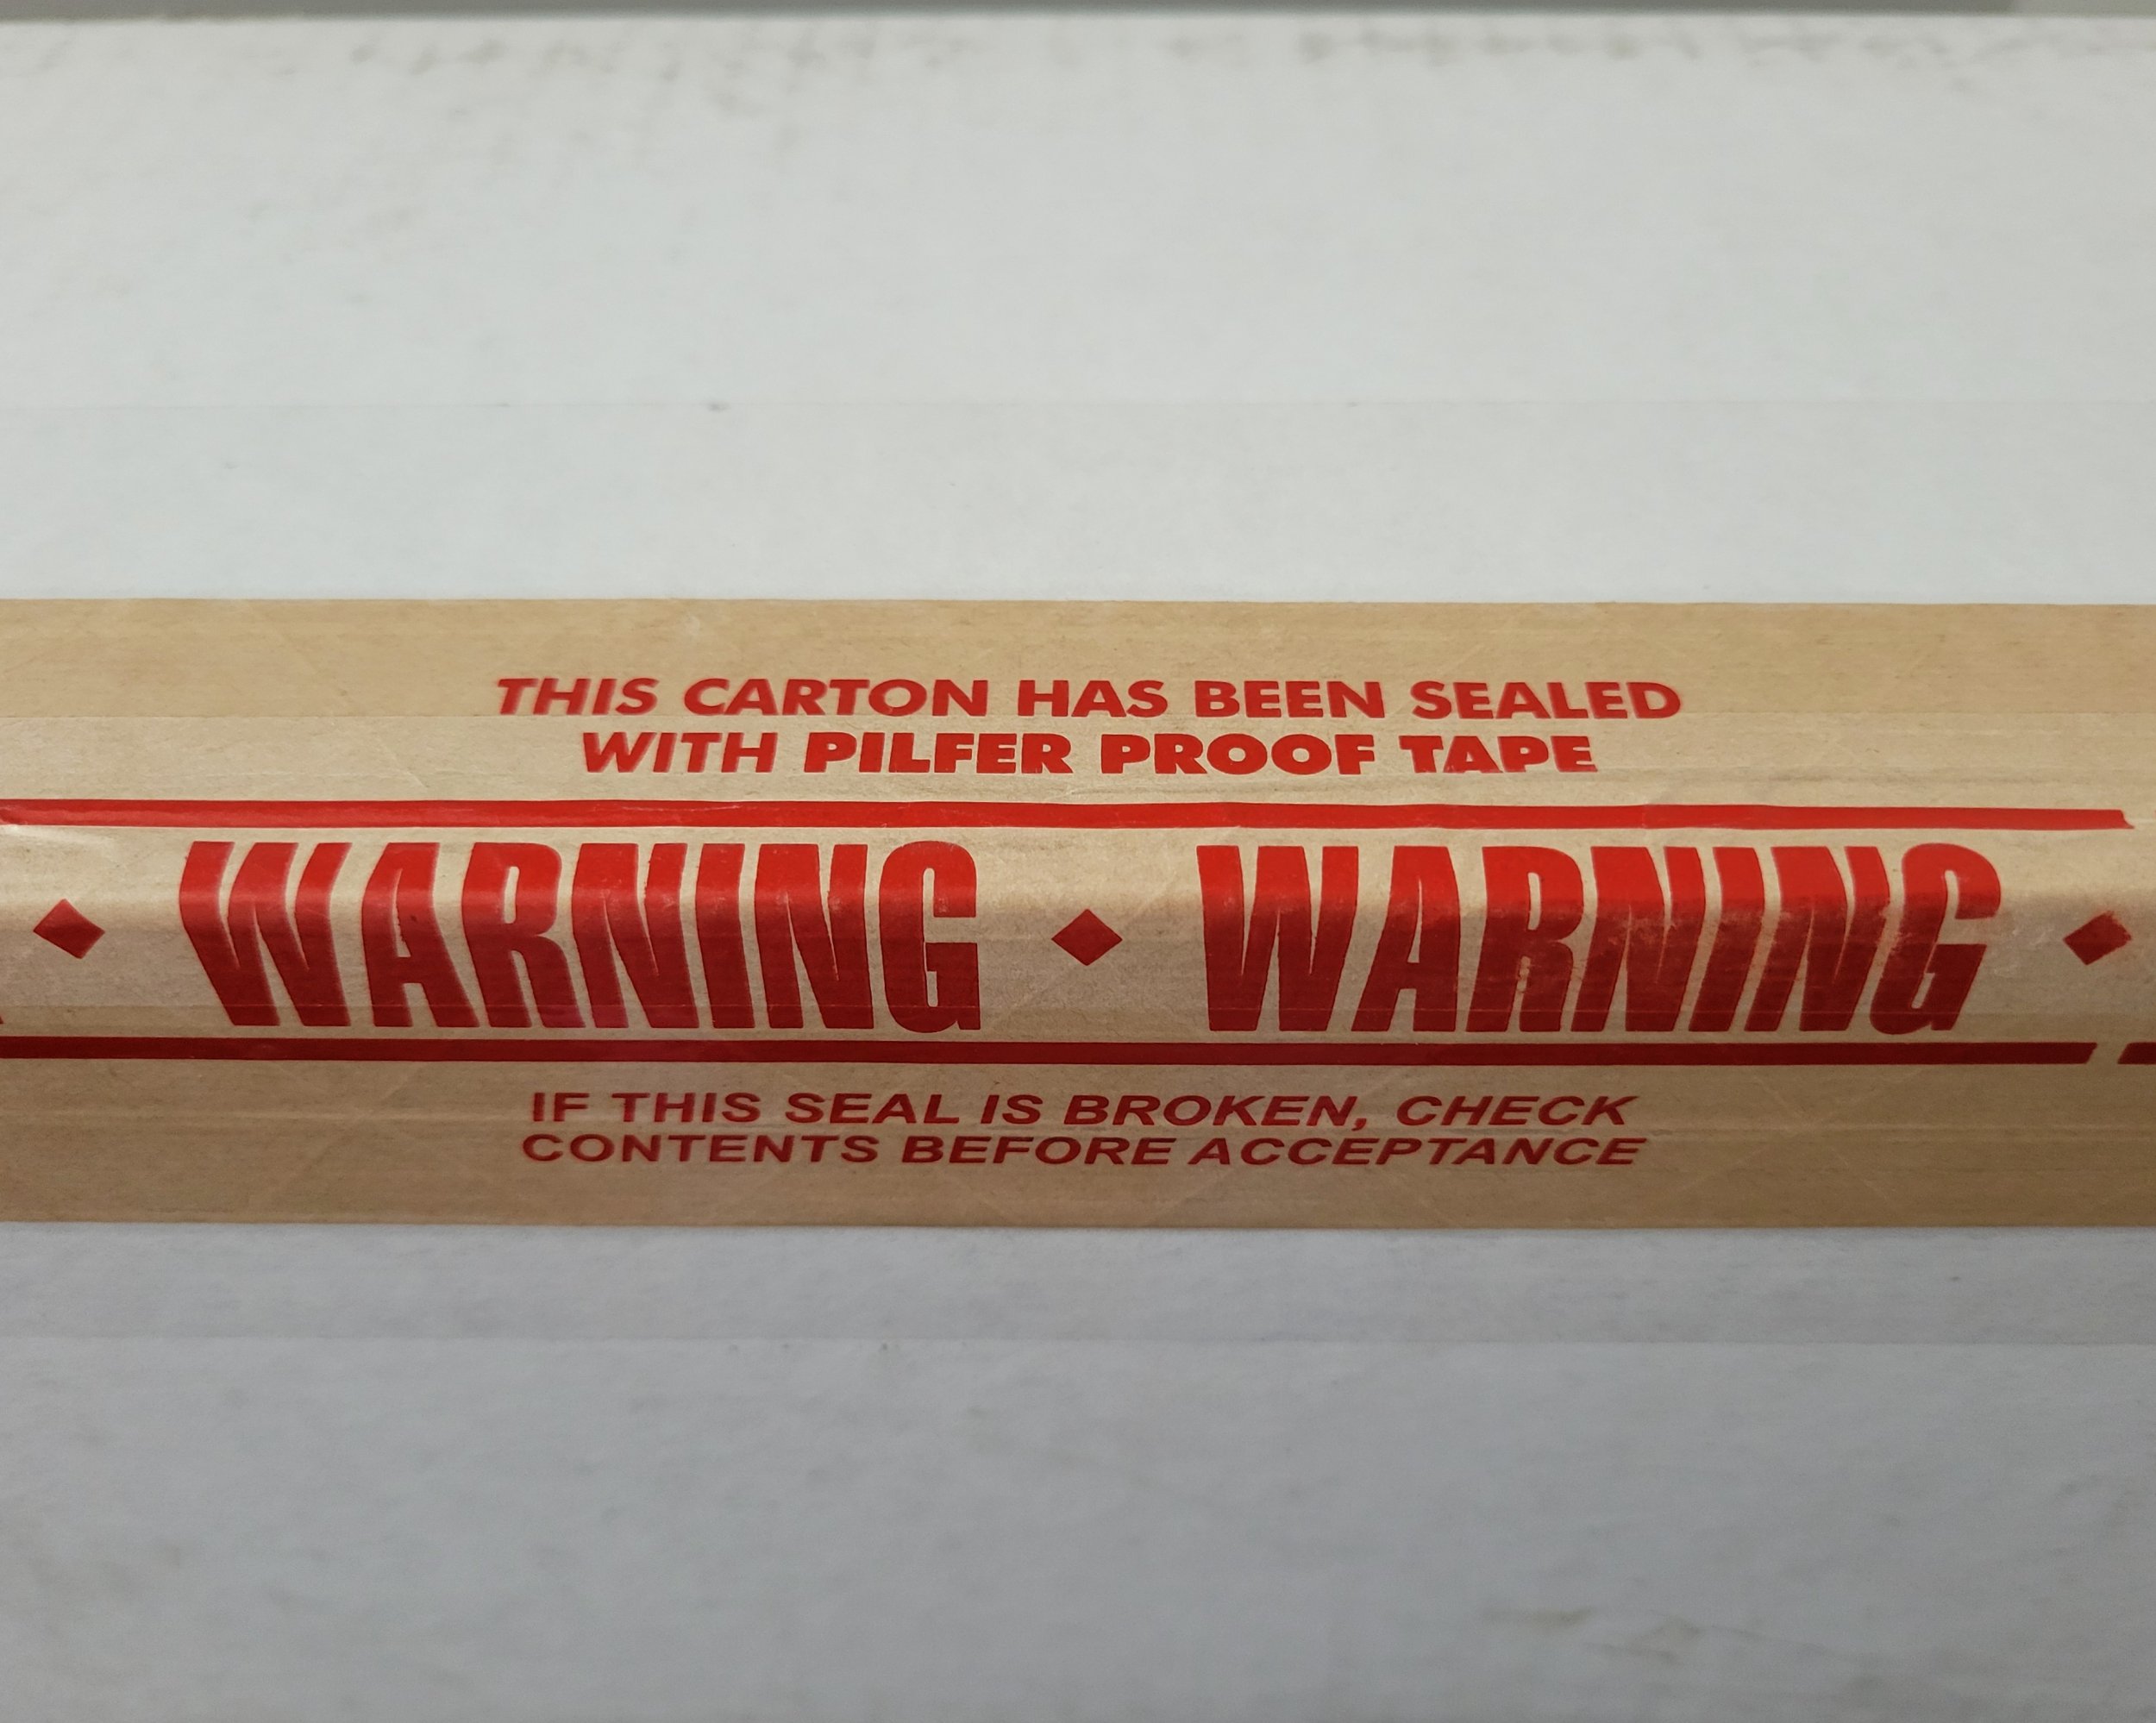 THIS CARTON HAS BEEN SEALED
WITH PILFER PROOF TAPE
WARNING ♦ WARNING
IF THIS SEAL IS BROKEN, CHECK
CONTENTS BEFORE ACCEPTANCE